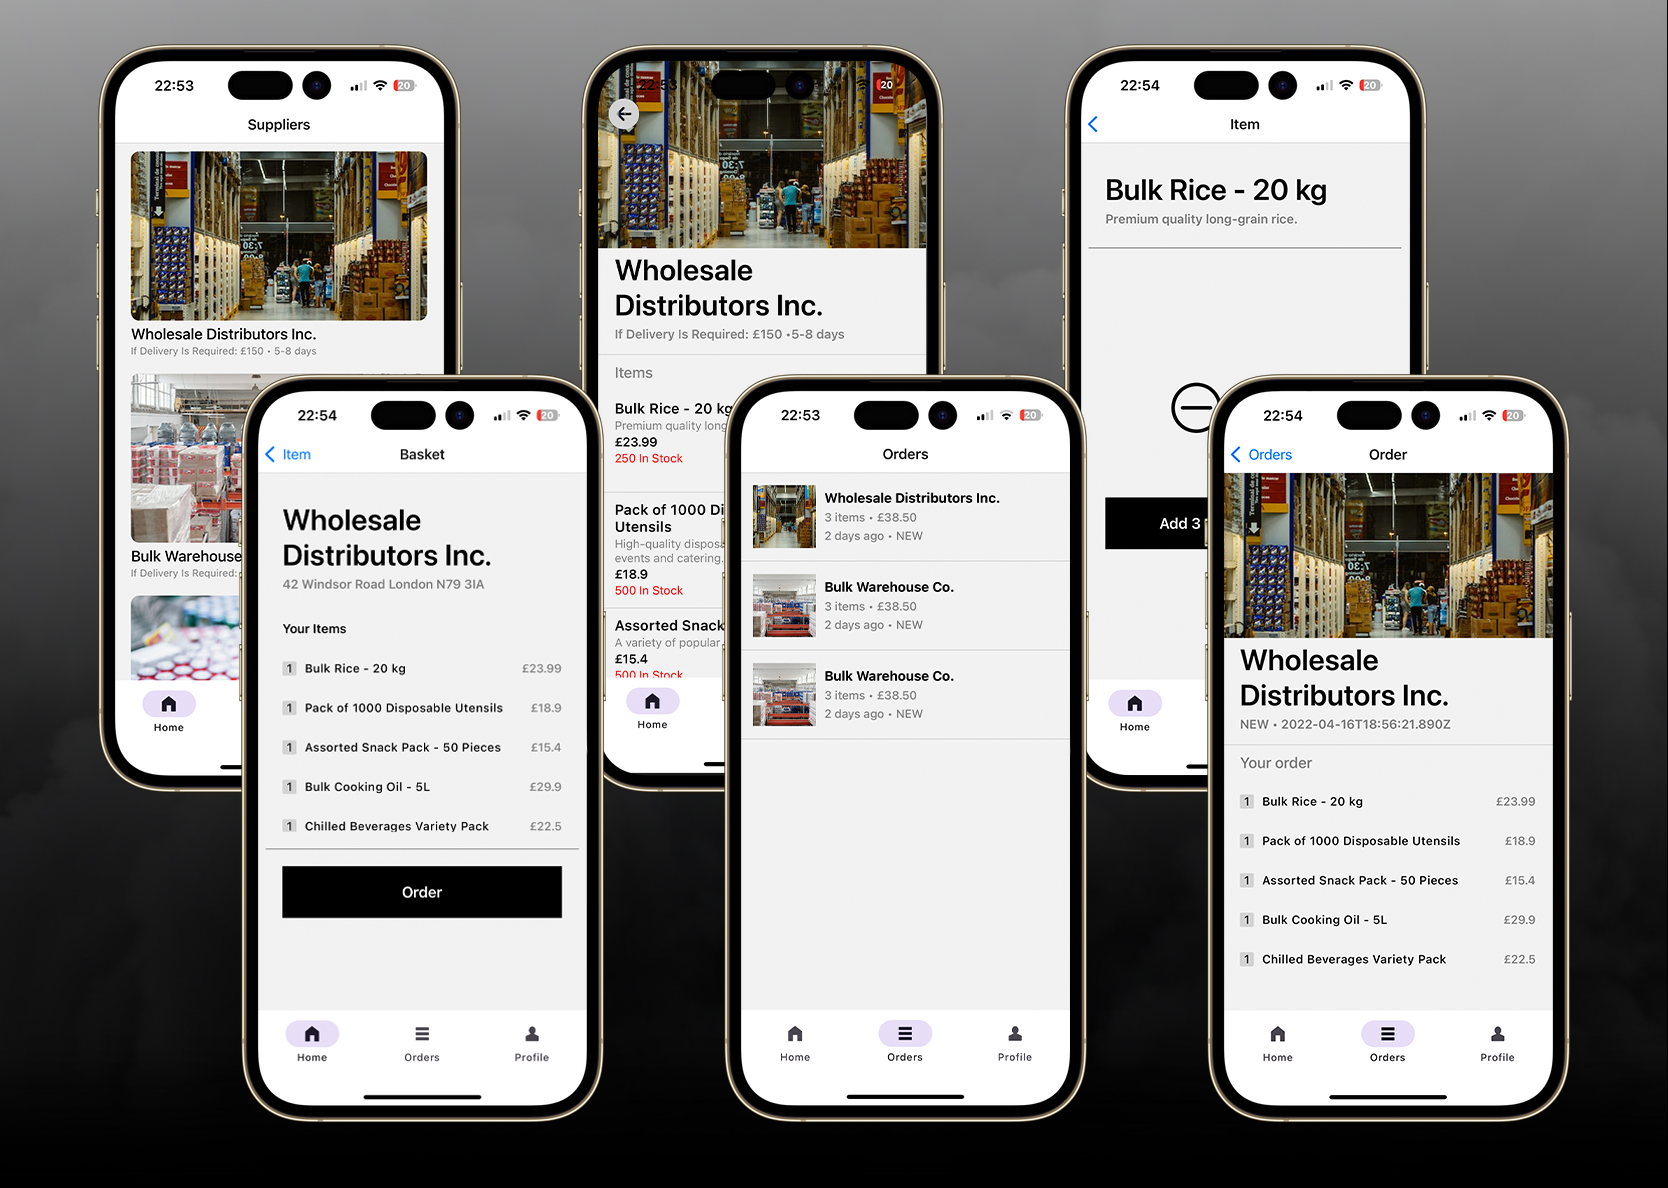 22:53
20
Suppliers
Wholesale Distributors Inc.
If Delivery Is Required: £150 • 5-8 days
Bulk Warehouse
If Delivery Is Required:
Home
22:53
20
Wholesale
Distributors Inc.
If Delivery Is Required: £150 •5-8 days
Items
Bulk Rice - 20 kg
Premium quality long
£23.99
250 In Stock
Pack of 1000 Di
Utensils
High-quality dispos
events and catering.
£18.9
500 In Stock
Assorted Snack
A variety of popular
£15.4
500 In Stock
Home
22:54
20
Item
Bulk Rice - 20 kg
Premium quality long-grain rice.
Add 3
Home
22:54
20
Item
Basket
Wholesale
Distributors Inc.
42 Windsor Road London N79 3IA
Your Items
1 Bulk Rice - 20 kg £23.99
1 Pack of 1000 Disposable Utensils £18.9
1 Assorted Snack Pack - 50 Pieces £15.4
1 Bulk Cooking Oil - 5L £29.9
1 Chilled Beverages Variety Pack £22.5
Order
Home Orders Profile
22:53
20
Orders
Wholesale Distributors Inc.
3 items • £38.50
2 days ago • NEW
Bulk Warehouse Co.
3 items • £38.50
2 days ago • NEW
Bulk Warehouse Co.
3 items • £38.50
2 days ago • NEW
Home Orders Profile
22:54
20
Orders
Order
Wholesale
Distributors Inc.
NEW • 2022-04-16T18:56:21.890Z
Your order
1 Bulk Rice - 20 kg £23.99
1 Pack of 1000 Disposable Utensils £18.9
1 Assorted Snack Pack - 50 Pieces £15.4
1 Bulk Cooking Oil - 5L £29.9
1 Chilled Beverages Variety Pack £22.5
Home Orders Profile